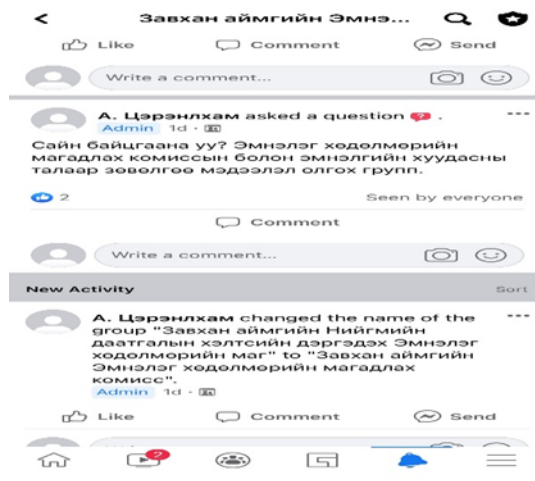 Завхан аймгийн Эмнэ...
Like Comment Send
Write a comment...
А. Цэрэнлхам asked a question .
Admin 1d ·
Сайн байцгаана уу? Эмнэлэг хөдөлмөрийн
магадлах комиссын болон эмнэлгийн хуудасны
талаар зөвөлгөө мэдээлэл олгох групп.
2 Seen by everyone
Comment
Write a comment...
New Activity Sort
А. Цэрэнлхам changed the name of the
group "Завхан аймгийн Нийгмийн
даатгалын хэлтсийн дэргэдэх Эмнэлэг
хөдөлмөрийн маг" to "Завхан аймгийн
Эмнэлэг хөдөлмөрийн магадлах
комисс".
Admin 1d ·
Like Comment Send
2